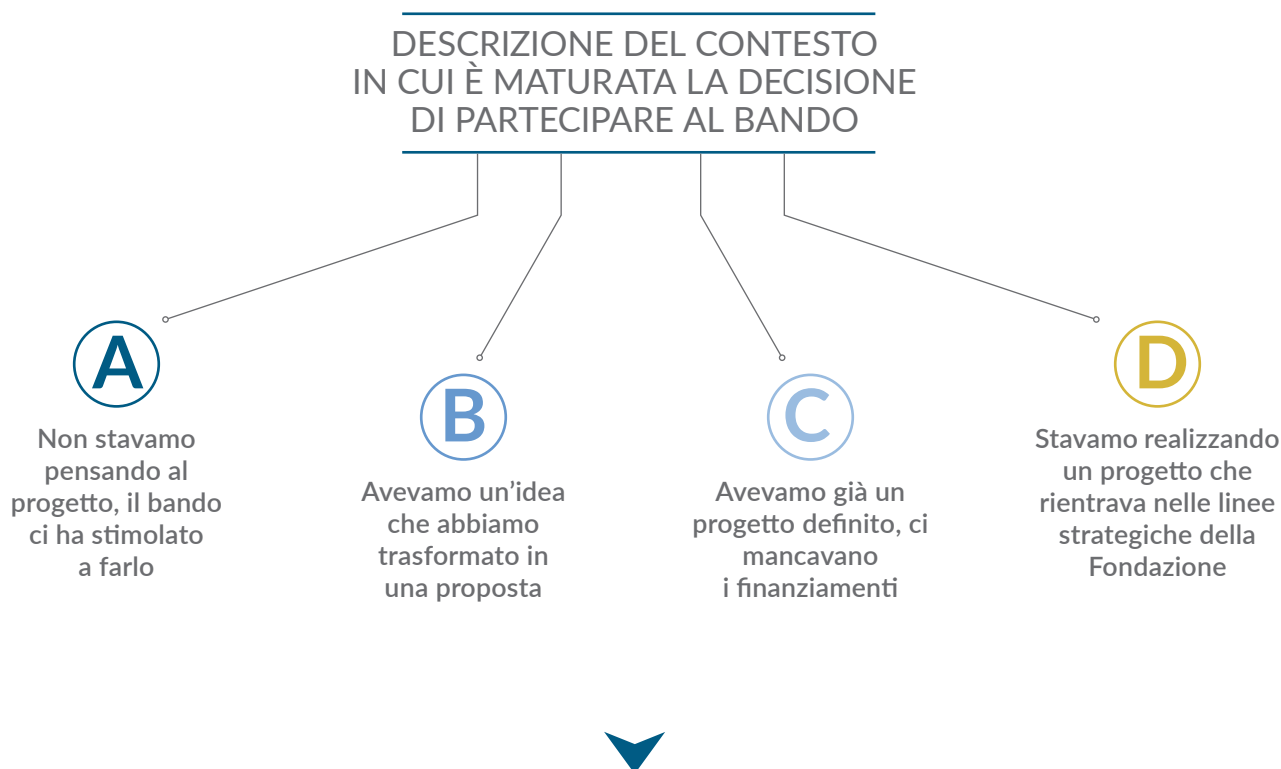 DESCRIZIONE DEL CONTESTO
IN CUI È MATURATA LA DECISIONE
DI PARTECIPARE AL BANDO
A
Non stavamo
pensando al
progetto, il bando
ci ha stimolato
a farlo
B
Avevamo un’idea
che abbiamo
trasformato in
una proposta
C
Avevamo già un
progetto definito, ci
mancavano
i finanziamenti
D
Stavamo realizzando
un progetto che
rientrava nelle linee
strategiche della
Fondazione